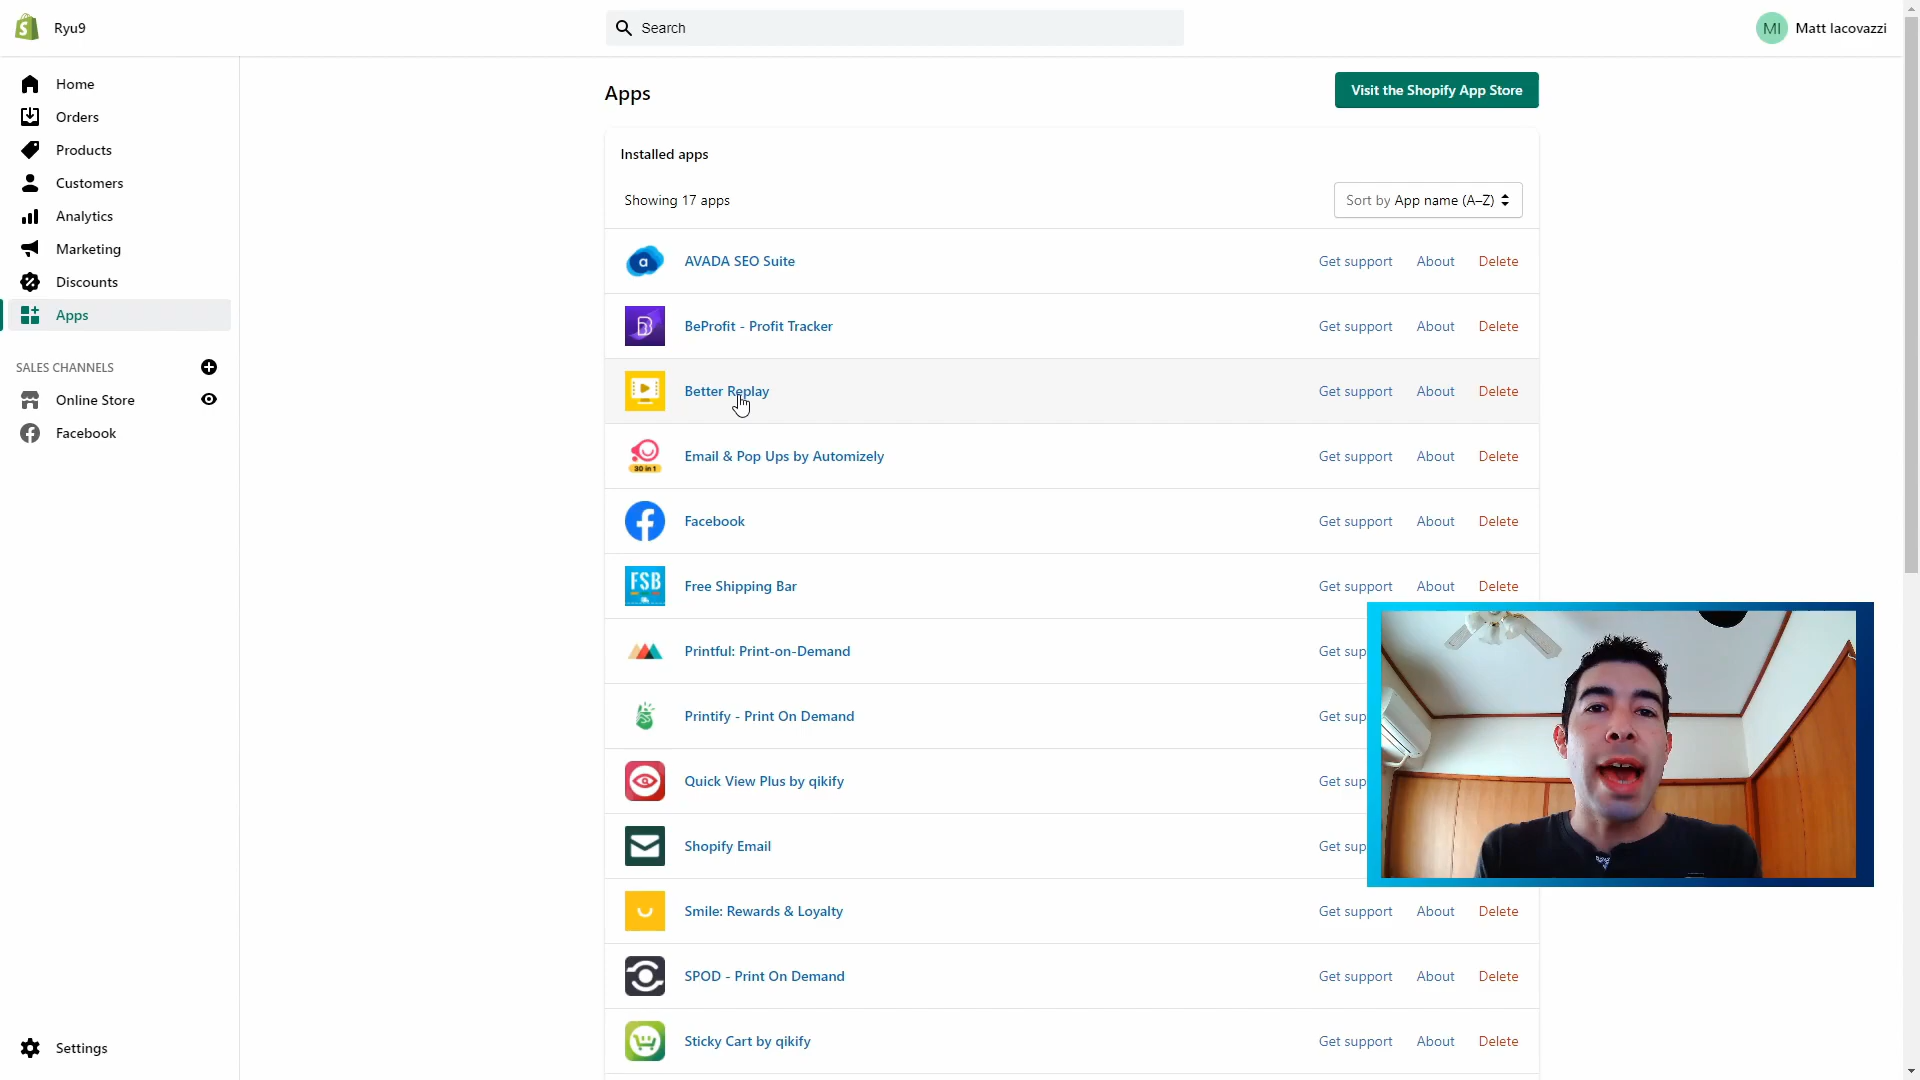 Ryu9
Search
MI Matt Iacovazzi
Home
Orders
Products
Customers
Analytics
Marketing
Discounts
Apps
SALES CHANNELS
Online Store
Facebook
Settings
Apps
Visit the Shopify App Store
Installed apps
Showing 17 apps
Sort by App name (A–Z)
a AVADA SEO Suite Get support About Delete
B BeProfit - Profit Tracker Get support About Delete
Better Replay Get support About Delete
30 in 1 Email & Pop Ups by Automizely Get support About Delete
Facebook Get support About Delete
FSB Free Shipping Bar Get support About Delete
Printful: Print-on-Demand Get sup
Printify - Print On Demand Get sup
Quick View Plus by qikify Get sup
Shopify Email Get sup
Smile: Rewards & Loyalty Get support About Delete
SPOD - Print On Demand Get support About Delete
Sticky Cart by qikify Get support About Delete